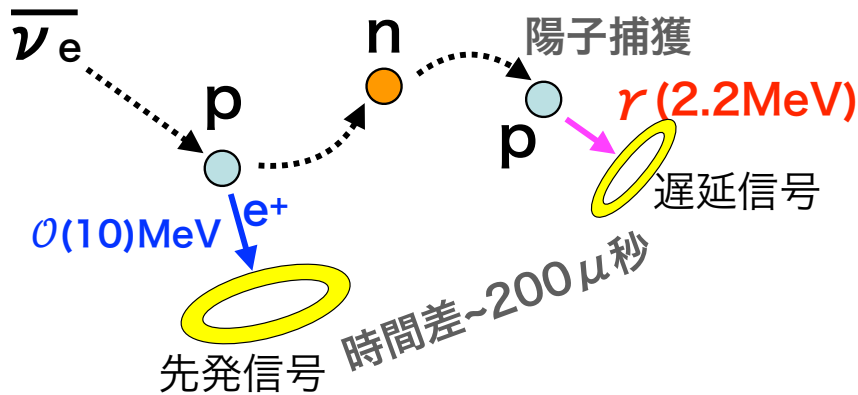 ν̅e
n
陽子捕獲
p
γ(2.2MeV)
p
遅延信号
e+
𝒪(10)MeV
時間差~200μ秒
先発信号